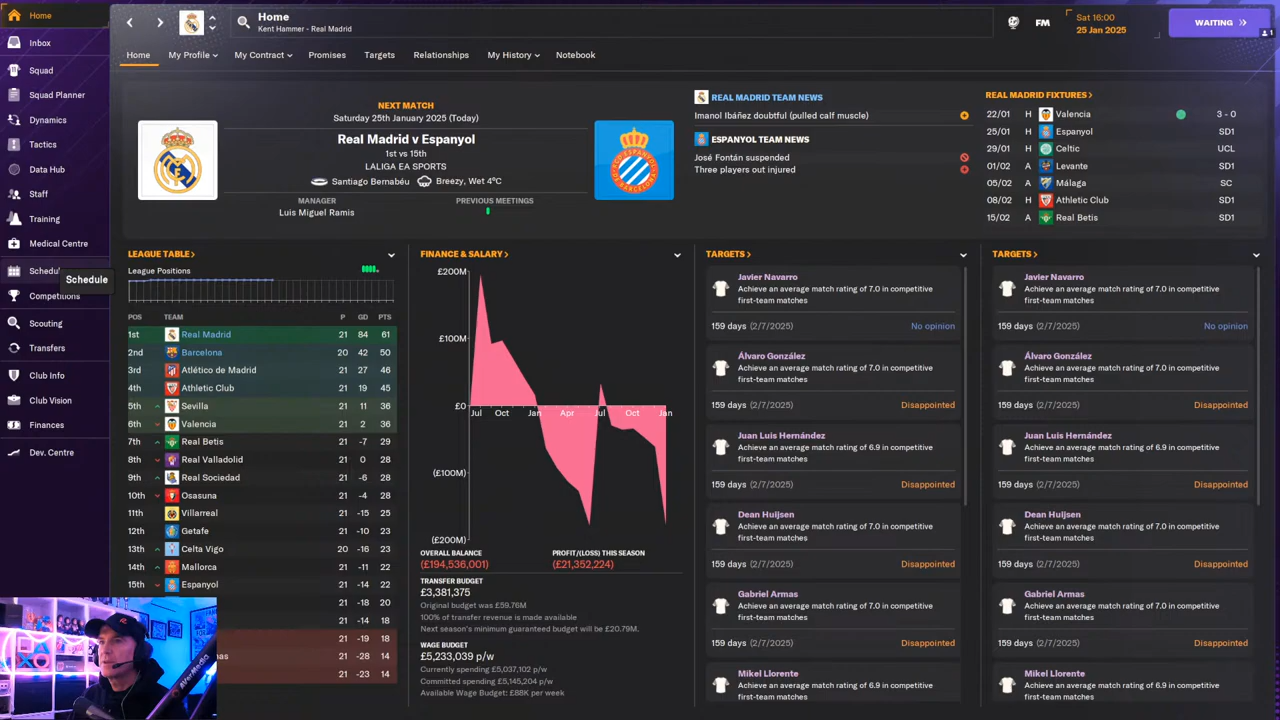 Home
Inbox
Squad
Squad Planner
Dynamics
Tactics
Data Hub
Staff
Training
Medical Centre
Schedul
Schedule
Competitions
Scouting
Transfers
Club Info
Club Vision
Finances
Dev. Centre
Home
Kent Hammer - Real Madrid
FM
Sat 16:00
25 Jan 2025
WAITING
1
Home
My Profile
My Contract
Promises
Targets
Relationships
My History
Notebook
NEXT MATCH
Saturday 25th January 2025 (Today)
Real Madrid v Espanyol
1st vs 15th
LALIGA EA SPORTS
Santiago Bernabéu Breezy, Wet 4°C
MANAGER
Luis Miguel Ramis
PREVIOUS MEETINGS
REAL MADRID TEAM NEWS
Imanol Ibáñez doubtful (pulled calf muscle)
ESPANYOL TEAM NEWS
José Fontán suspended
Three players out injured
REAL MADRID FIXTURES
22/01 H Valencia 3 - 0
25/01 H Espanyol SD1
29/01 H Celtic UCL
01/02 A Levante SD1
05/02 A Málaga SC
08/02 H Athletic Club SD1
15/02 A Real Betis SD1
LEAGUE TABLE
League Positions
POS TEAM P GD PTS
1st Real Madrid 21 84 61
2nd Barcelona 20 42 50
3rd Atlético de Madrid 21 27 46
4th Athletic Club 21 19 45
5th Sevilla 21 11 36
6th Valencia 21 2 36
7th Real Betis 21 -7 29
8th Real Valladolid 21 0 28
9th Real Sociedad 21 -6 28
10th Osasuna 21 -4 28
11th Villarreal 21 -15 25
12th Getafe 21 -10 23
13th Celta Vigo 20 -16 23
14th Mallorca 21 -11 22
15th Espanyol 21 -14 22
21 -18 20
21 -14 18
21 -19 18
as 21 -28 14
21 -23 14
FINANCE & SALARY
£200M
£100M
£0
(£100M)
(£200M)
Jul Oct Jan Apr Jul Oct Jan
OVERALL BALANCE
(£194,536,001)
PROFIT/(LOSS) THIS SEASON
(£21,352,224)
TRANSFER BUDGET
£3,381,375
Original budget was £59.76M
100% of transfer revenue is made available
Next season's minimum guaranteed budget will be £20.79M.
WAGE BUDGET
£5,233,039 p/w
Currently spending £5,037,102 p/w
Committed spending £5,145,204 p/w
Available Wage Budget: £88K per week
TARGETS
Javier Navarro
Achieve an average match rating of 7.0 in competitive
first-team matches
159 days (2/7/2025) No opinion
Álvaro González
Achieve an average match rating of 7.0 in competitive
first-team matches
159 days (2/7/2025) Disappointed
Juan Luis Hernández
Achieve an average match rating of 6.9 in competitive
first-team matches
159 days (2/7/2025) Disappointed
Dean Huijsen
Achieve an average match rating of 7.0 in competitive
first-team matches
159 days (2/7/2025) Disappointed
Gabriel Armas
Achieve an average match rating of 7.0 in competitive
first-team matches
159 days (2/7/2025) Disappointed
Mikel Llorente
Achieve an average match rating of 6.9 in competitive
first-team matches
TARGETS
Javier Navarro
Achieve an average match rating of 7.0 in competitive
first-team matches
159 days (2/7/2025) No opinion
Álvaro González
Achieve an average match rating of 7.0 in competitive
first-team matches
159 days (2/7/2025) Disappointed
Juan Luis Hernández
Achieve an average match rating of 6.9 in competitive
first-team matches
159 days (2/7/2025) Disappointed
Dean Huijsen
Achieve an average match rating of 7.0 in competitive
first-team matches
159 days (2/7/2025) Disappointed
Gabriel Armas
Achieve an average match rating of 7.0 in competitive
first-team matches
159 days (2/7/2025) Disappointed
Mikel Llorente
Achieve an average match rating of 6.9 in competitive
first-team matches